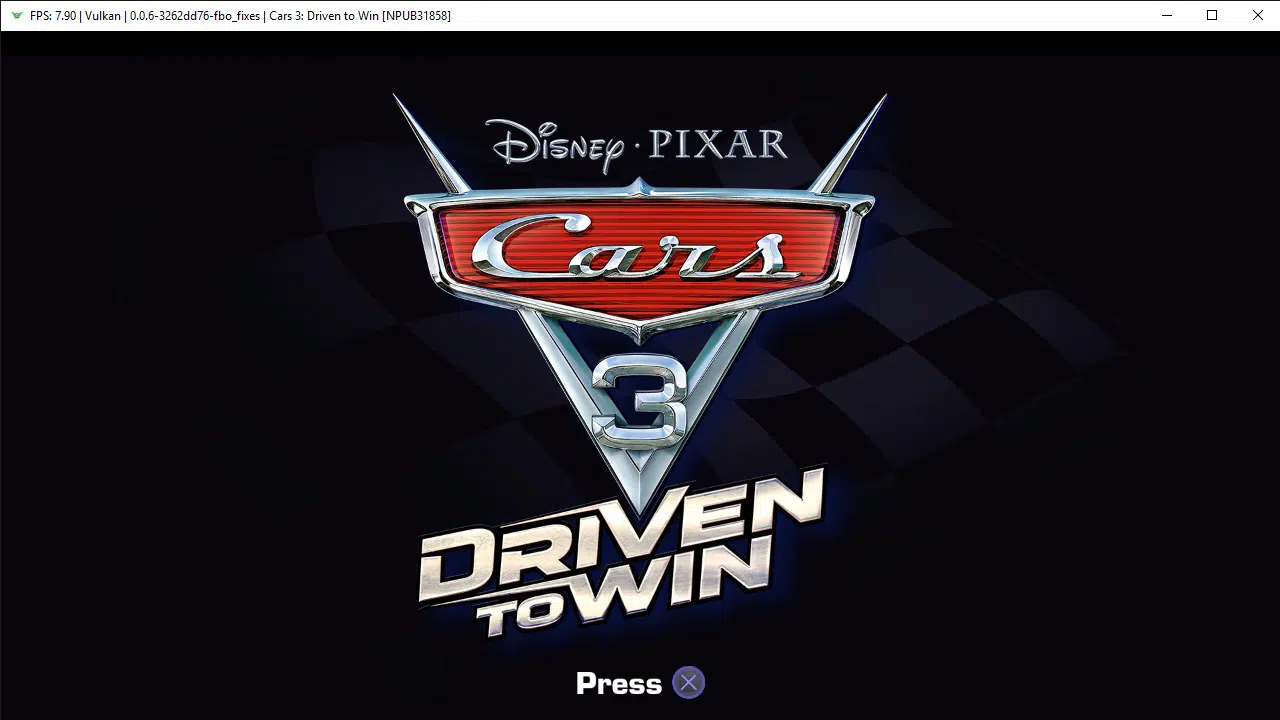 FPS: 7.90 | Vulkan | 0.0.6-3262dd76-fbo_fixes | Cars 3: Driven to Win [NPUB31858]
DISNEY · PIXAR
Cars
3
DRIVEN
TO WIN
Press